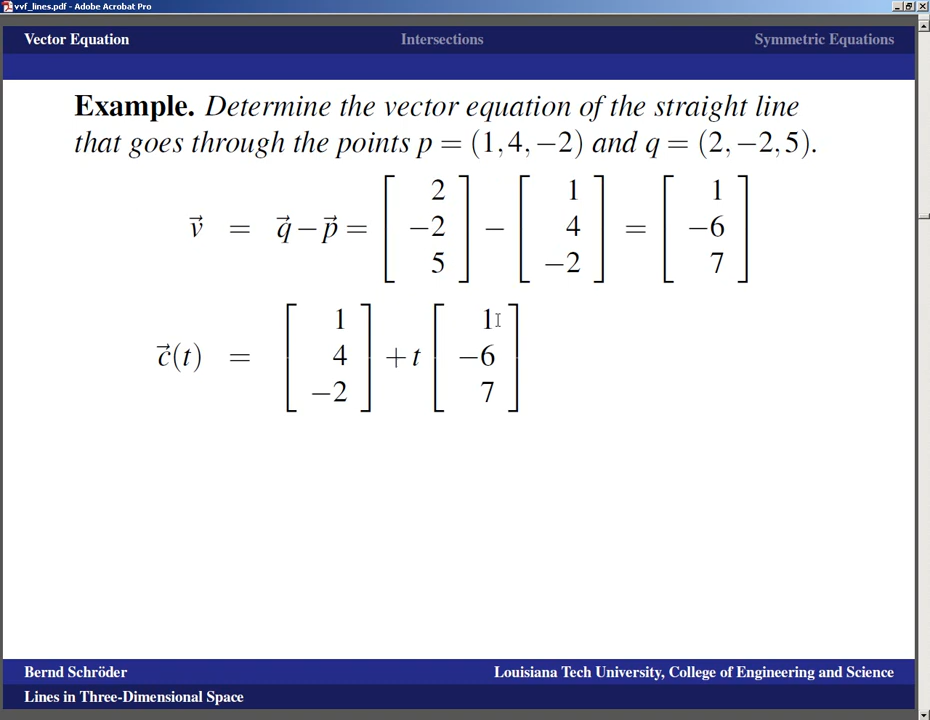 vvf_lines.pdf - Adobe Acrobat Pro
Vector Equation Intersections Symmetric Equations
Example. Determine the vector equation of the straight line
that goes through the points p = (1,4,−2) and q = (2,−2,5).
v⃗ = q⃗ − p⃗ = [2 −2 5] − [1 4 −2] = [1 −6 7]
c⃗(t) = [1 4 −2] + t [1 −6 7]
Bernd Schröder Louisiana Tech University, College of Engineering and Science
Lines in Three-Dimensional Space